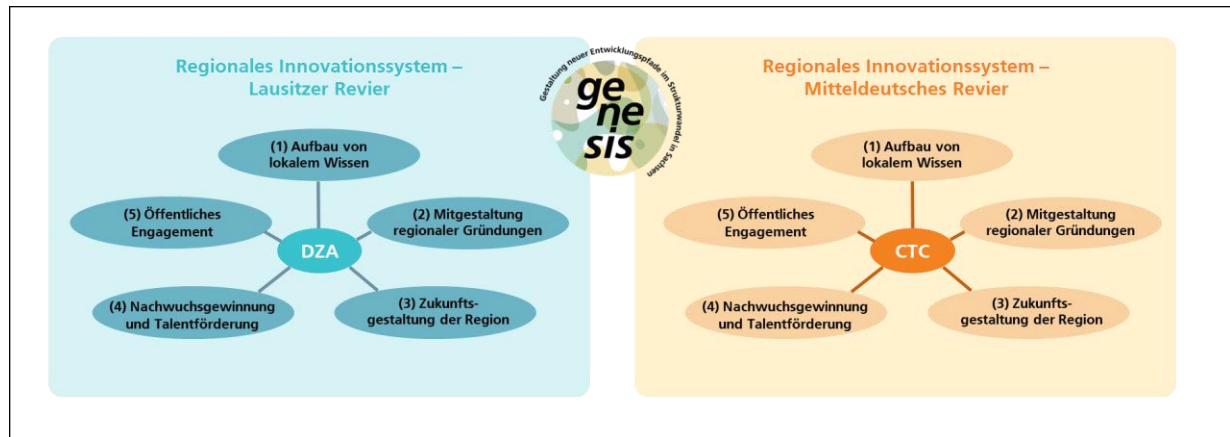 Regionales Innovationssystem –
Lausitzer Revier
(1) Aufbau von
lokalem Wissen
(5) Öffentliches
Engagement
(2) Mitgestaltung
regionaler Gründungen
DZA
(4) Nachwuchsgewinnung
und Talentförderung
(3) Zukunfts-
gestaltung der Region
Gestaltung neuer Entwicklungspfade im Strukturwandel in Sachsen
ge
ne
sis
Regionales Innovationssystem –
Mitteldeutsches Revier
(1) Aufbau von
lokalem Wissen
(5) Öffentliches
Engagement
(2) Mitgestaltung
regionaler Gründungen
CTC
(4) Nachwuchsgewinnung
und Talentförderung
(3) Zukunfts-
gestaltung der Region